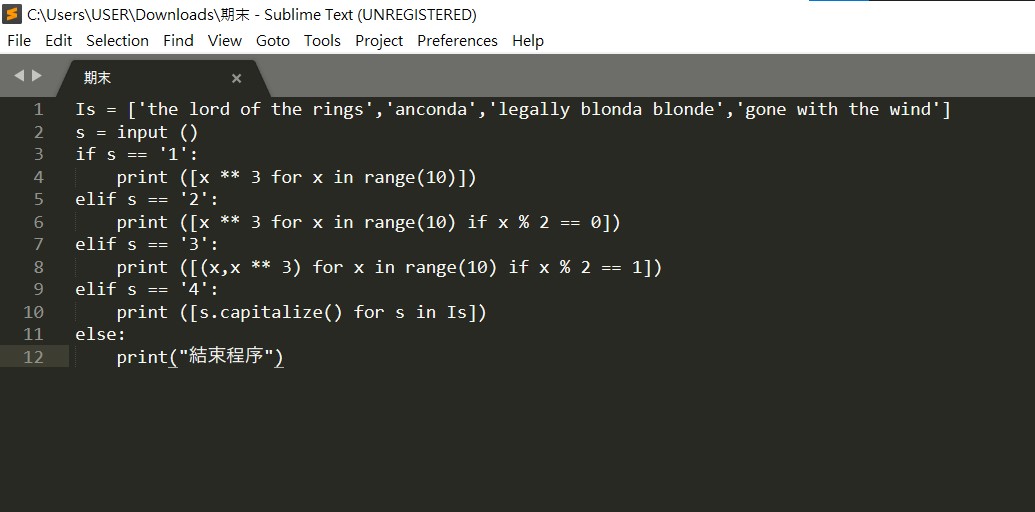 C:\Users\USER\Downloads\期末 - Sublime Text (UNREGISTERED)
File Edit Selection Find View Goto Tools Project Preferences Help
期末 ×
1 Is = ['the lord of the rings','anconda','legally blonda blonde','gone with the wind']
2 s = input ()
3 if s == '1':
4 print ([x ** 3 for x in range(10)])
5 elif s == '2':
6 print ([x ** 3 for x in range(10) if x % 2 == 0])
7 elif s == '3':
8 print ([(x,x ** 3) for x in range(10) if x % 2 == 1])
9 elif s == '4':
10 print ([s.capitalize() for s in Is])
11 else:
12 print("結束程序")